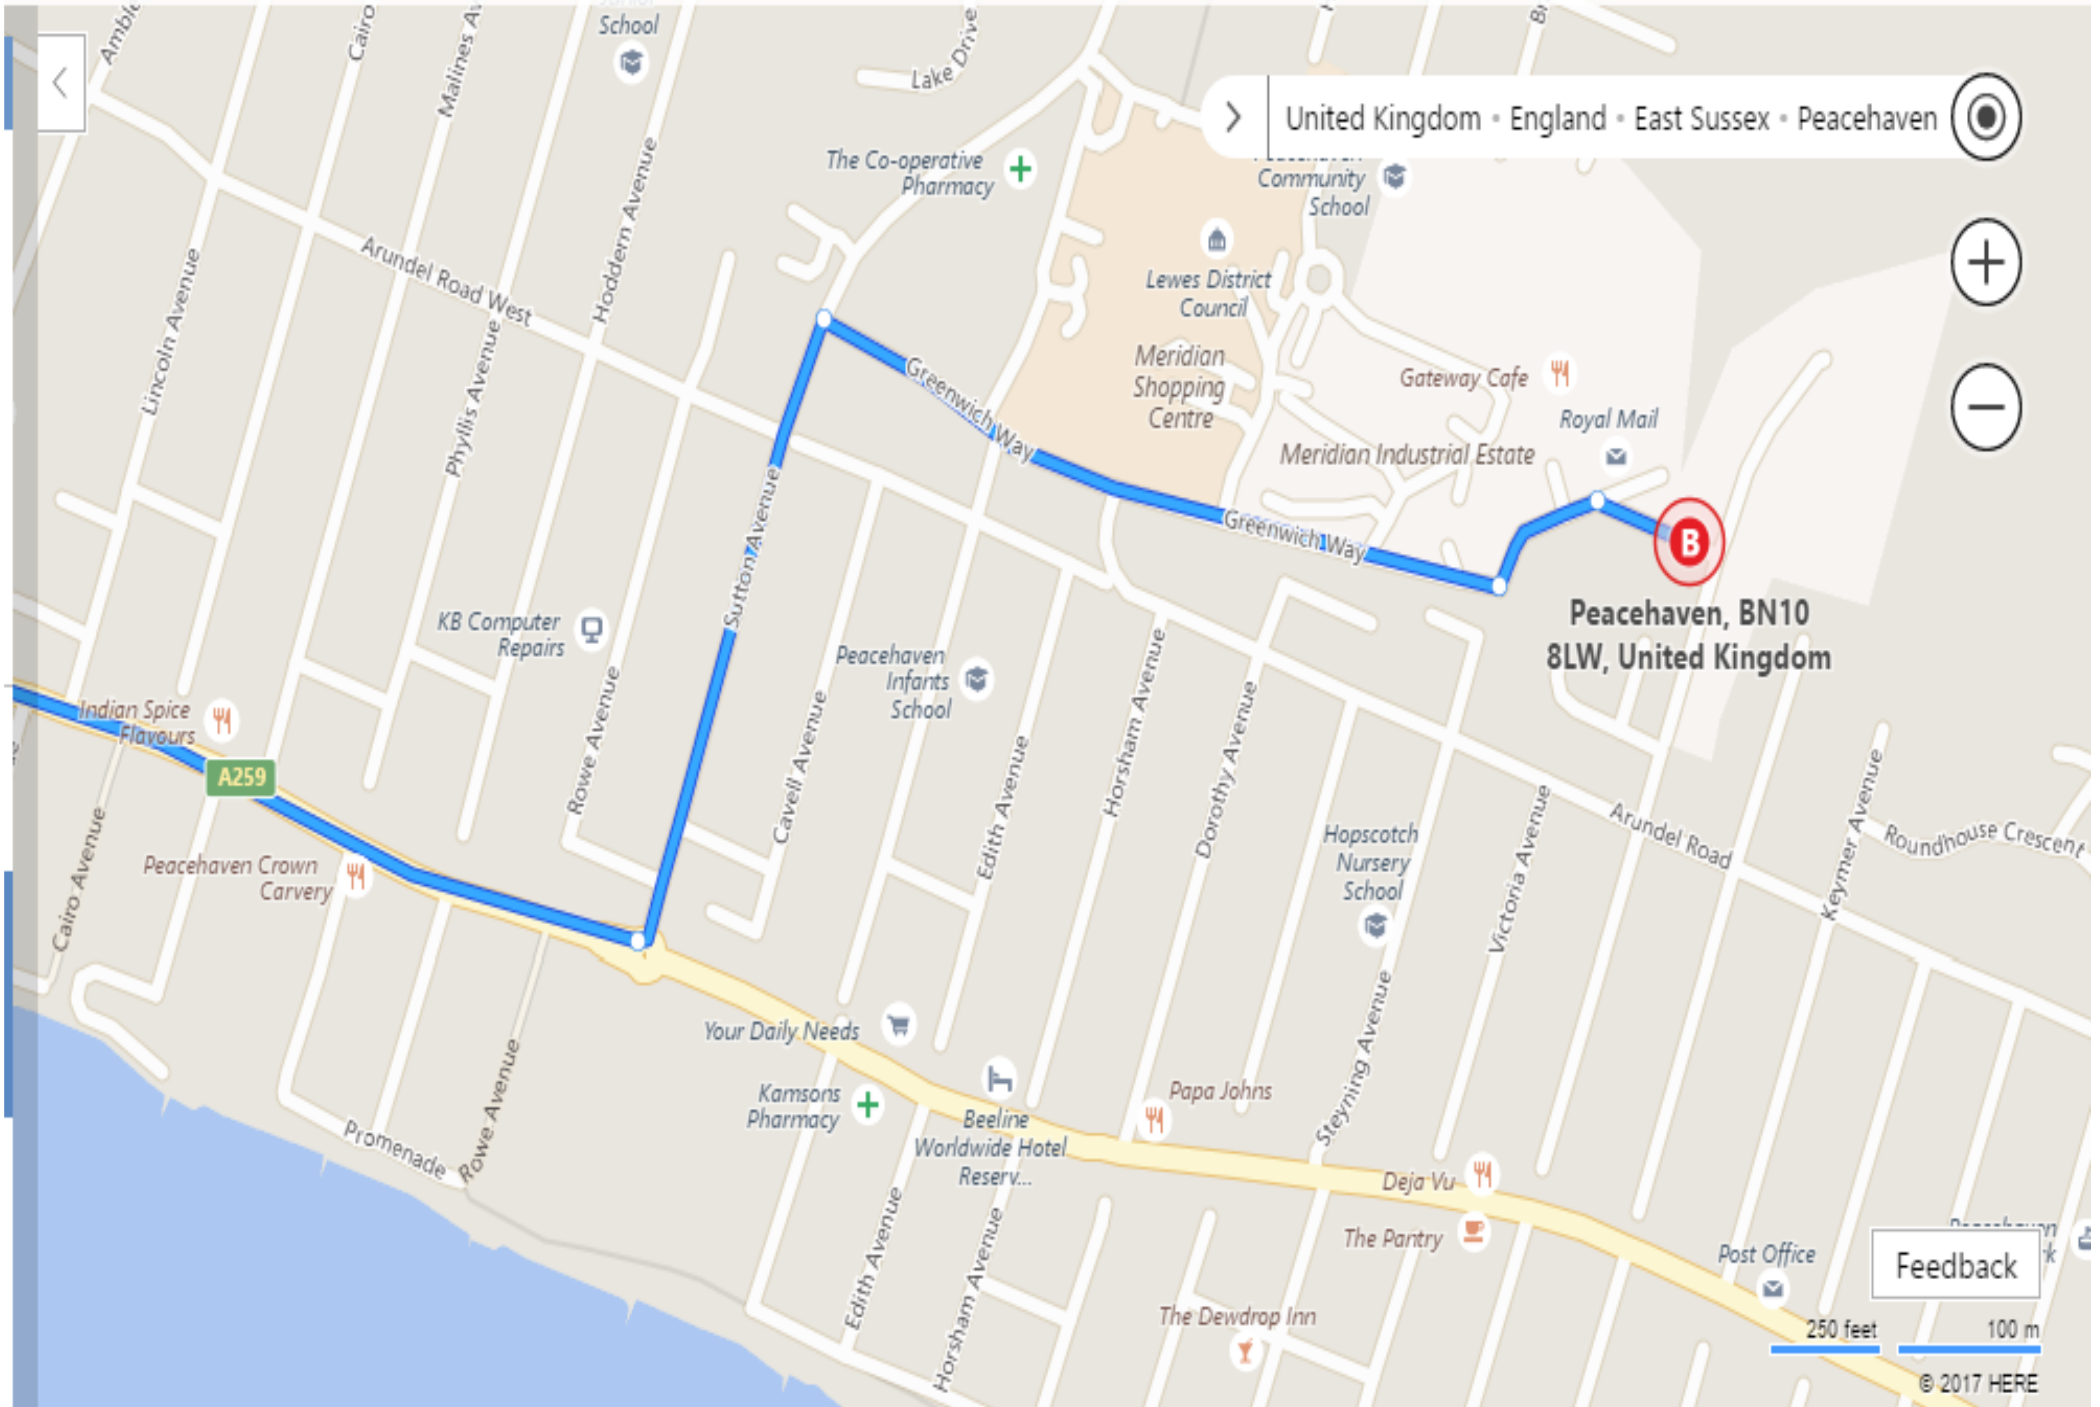 School
Cairo
Malines
Lake Drive
United Kingdom • England • East Sussex • Peacehaven
The Co-operative
Pharmacy
Community
School
Hoddern Avenue
Lewes District
Council
Arundel Road West
Lincoln Avenue
Phyllis Avenue
Greenwich Way
Meridian
Shopping
Centre
Gateway Cafe
Royal Mail
Meridian Industrial Estate
Greenwich Way
B
Peacehaven, BN10
8LW, United Kingdom
Sutton Avenue
KB Computer
Repairs
Peacehaven
Infants
School
Indian Spice
Flavours
A259
Rowe Avenue
Cavell Avenue
Edith Avenue
Horsham Avenue
Dorothy Avenue
Hopscotch
Nursery
School
Victoria Avenue
Arundel Road
Keymer Avenue
Roundhouse Crescent
Peacehaven Crown
Carvery
Cairo Avenue
Your Daily Needs
Kamsons
Pharmacy
Beeline
Worldwide Hotel
Reserv...
Papa Johns
Steyning Avenue
Promenade
Rowe Avenue
Deja Vu
The Pantry
Edith Avenue
Horsham Avenue
The Dewdrop Inn
Post Office
Feedback
250 feet
100 m
© 2017 HERE